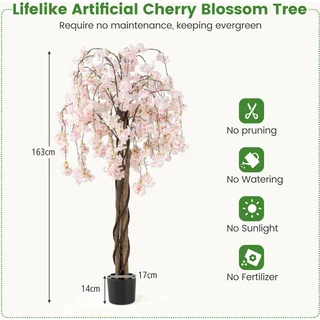 Lifelike Artificial Cherry Blossom Tree
Require no maintenance, keeping evergreen
163cm
17cm
14cm
No pruning
No Watering
No Sunlight
No Fertilizer